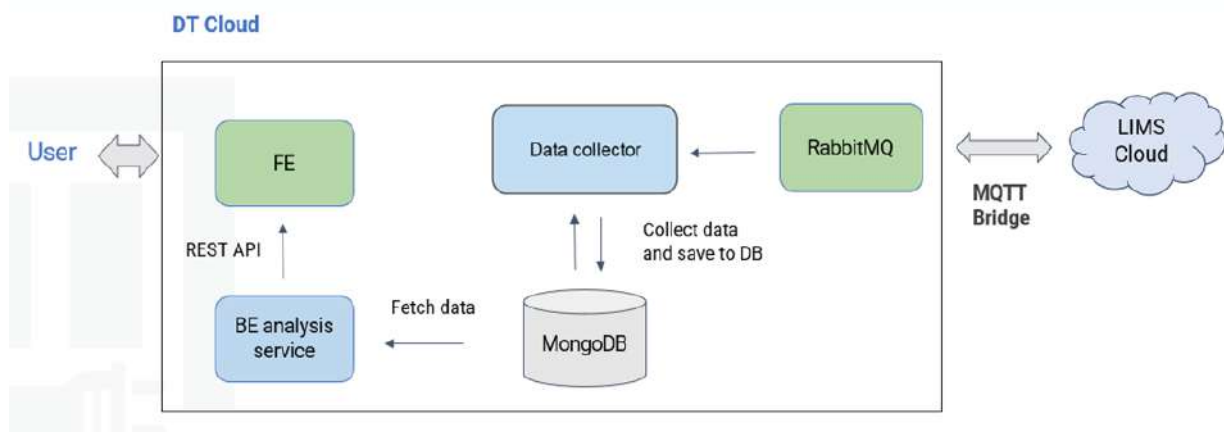 DT Cloud
User
FE
Data collector
RabbitMQ
LIMS
Cloud
MQTT
Bridge
REST API
Collect data
and save to DB
Fetch data
BE analysis
service
MongoDB